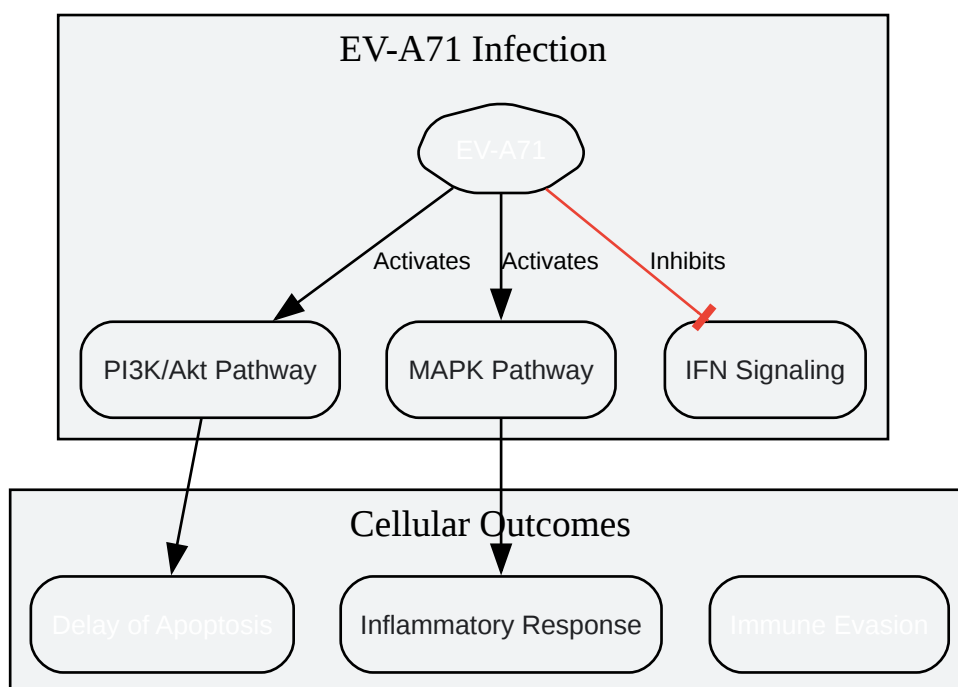 EV-A71 Infection
EV-A71
Activates
Activates
Inhibits
PI3K/Akt Pathway
MAPK Pathway
IFN Signaling
Cellular Outcomes
Delay of Apoptosis
Inflammatory Response
Immune Evasion